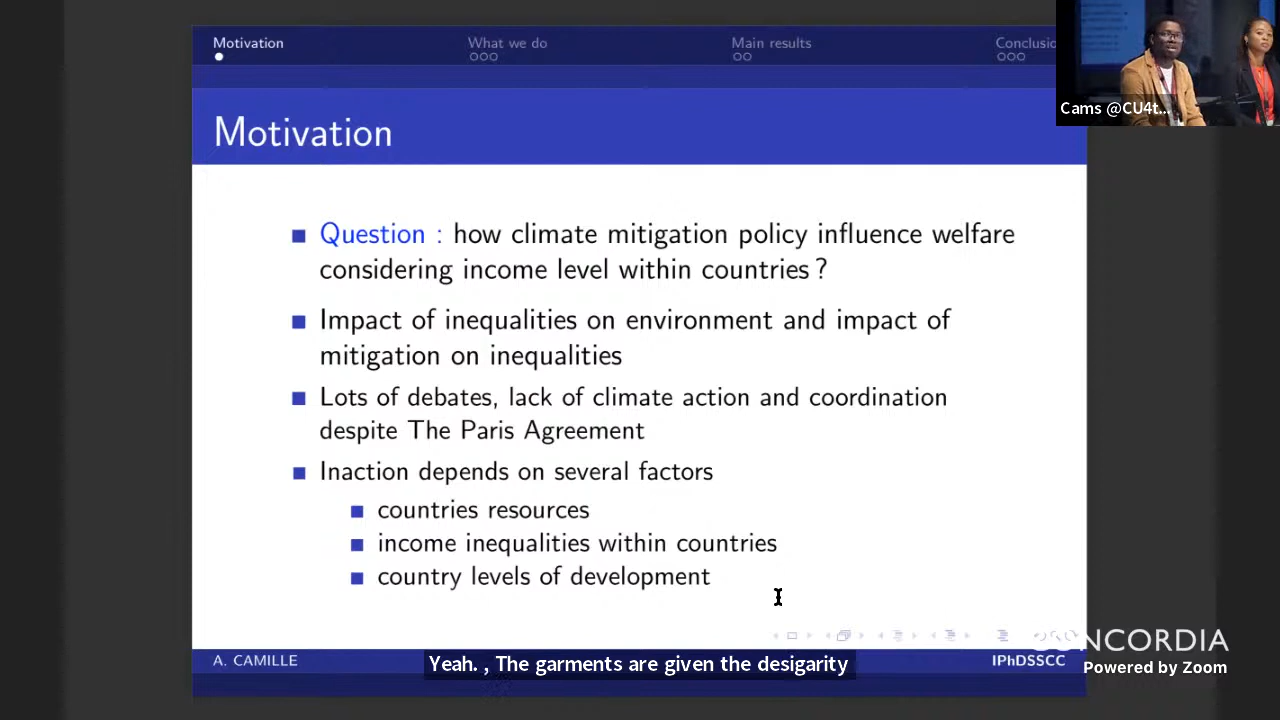 Motivation
What we do
Main results
Conclusio
Cams @CU4t...
Motivation
Question : how climate mitigation policy influence welfare
considering income level within countries ?
Impact of inequalities on environment and impact of
mitigation on inequalities
Lots of debates, lack of climate action and coordination
despite The Paris Agreement
Inaction depends on several factors
countries resources
income inequalities within countries
country levels of development
CONCORDIA
A. CAMILLE
Yeah. , The garments are given the desigarity
IPhDSSCC
Powered by Zoom